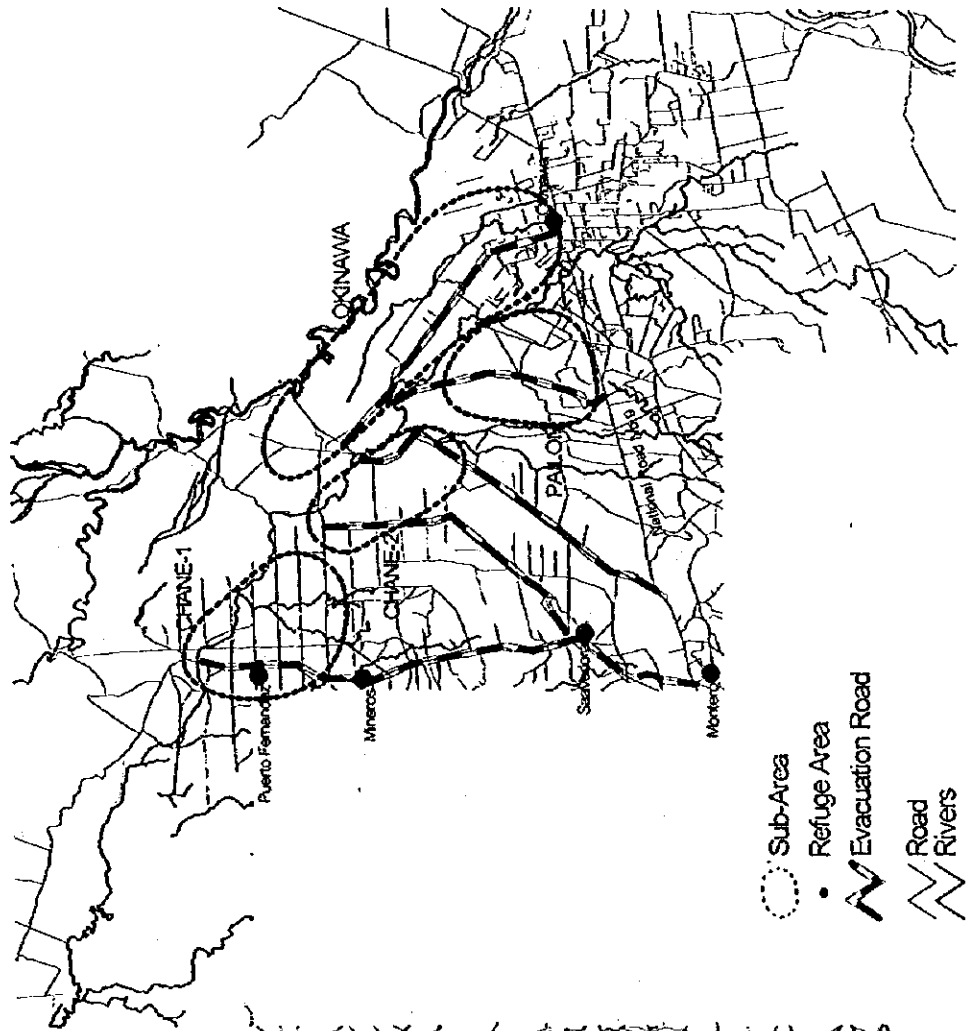 OKINAWA
CHANE-1
CHANE-2
PAILON
National Road No.9
Puerto Fernandez
Mineros
Saavedra
Montero
Sub-Area
Refuge Area
Evacuation Road
Road
Rivers